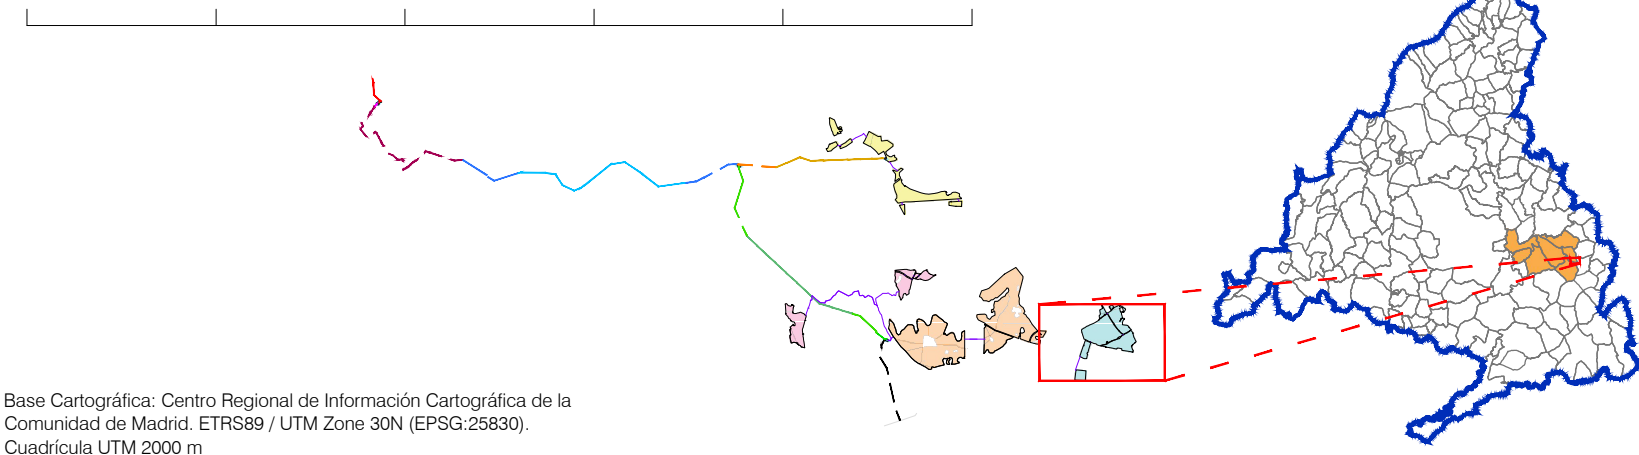 Base Cartográfica: Centro Regional de Información Cartográfica de la
Comunidad de Madrid. ETRS89 / UTM Zone 30N (EPSG:25830).
Cuadrícula UTM 2000 m